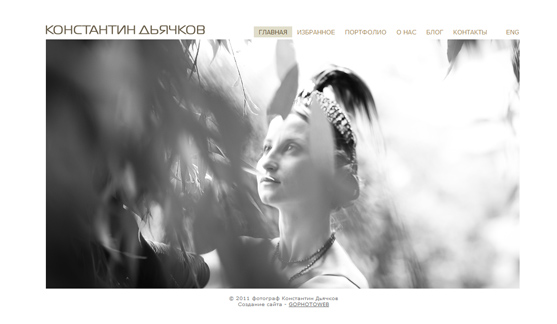 КОНСТАНТИН ДЬЯЧКОВ
ГЛАВНАЯ ИЗБРАННОЕ ПОРТФОЛИО О НАС БЛОГ КОНТАКТЫ ENG
© 2011 фотограф Константин Дьячков
Создание сайта - GOPHOTOWEB